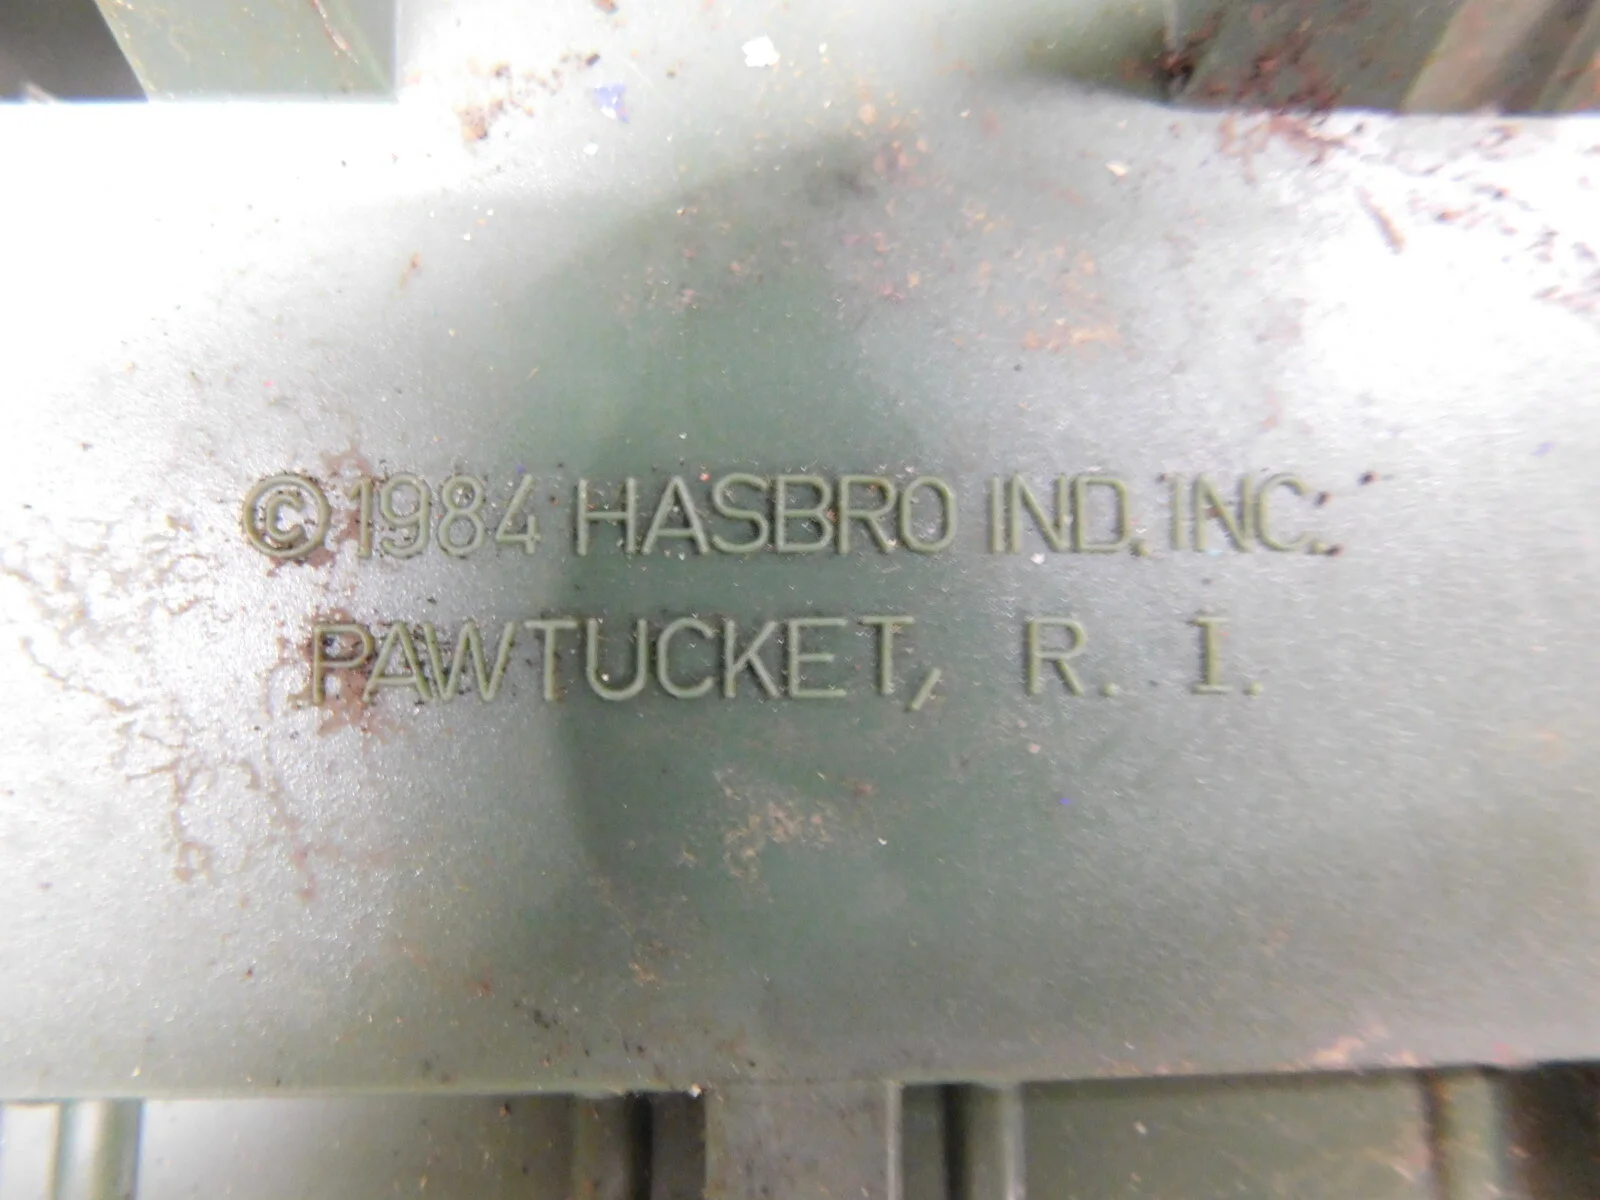 ©1984 HASBRO IND. INC.
PAWTUCKET, R. I.